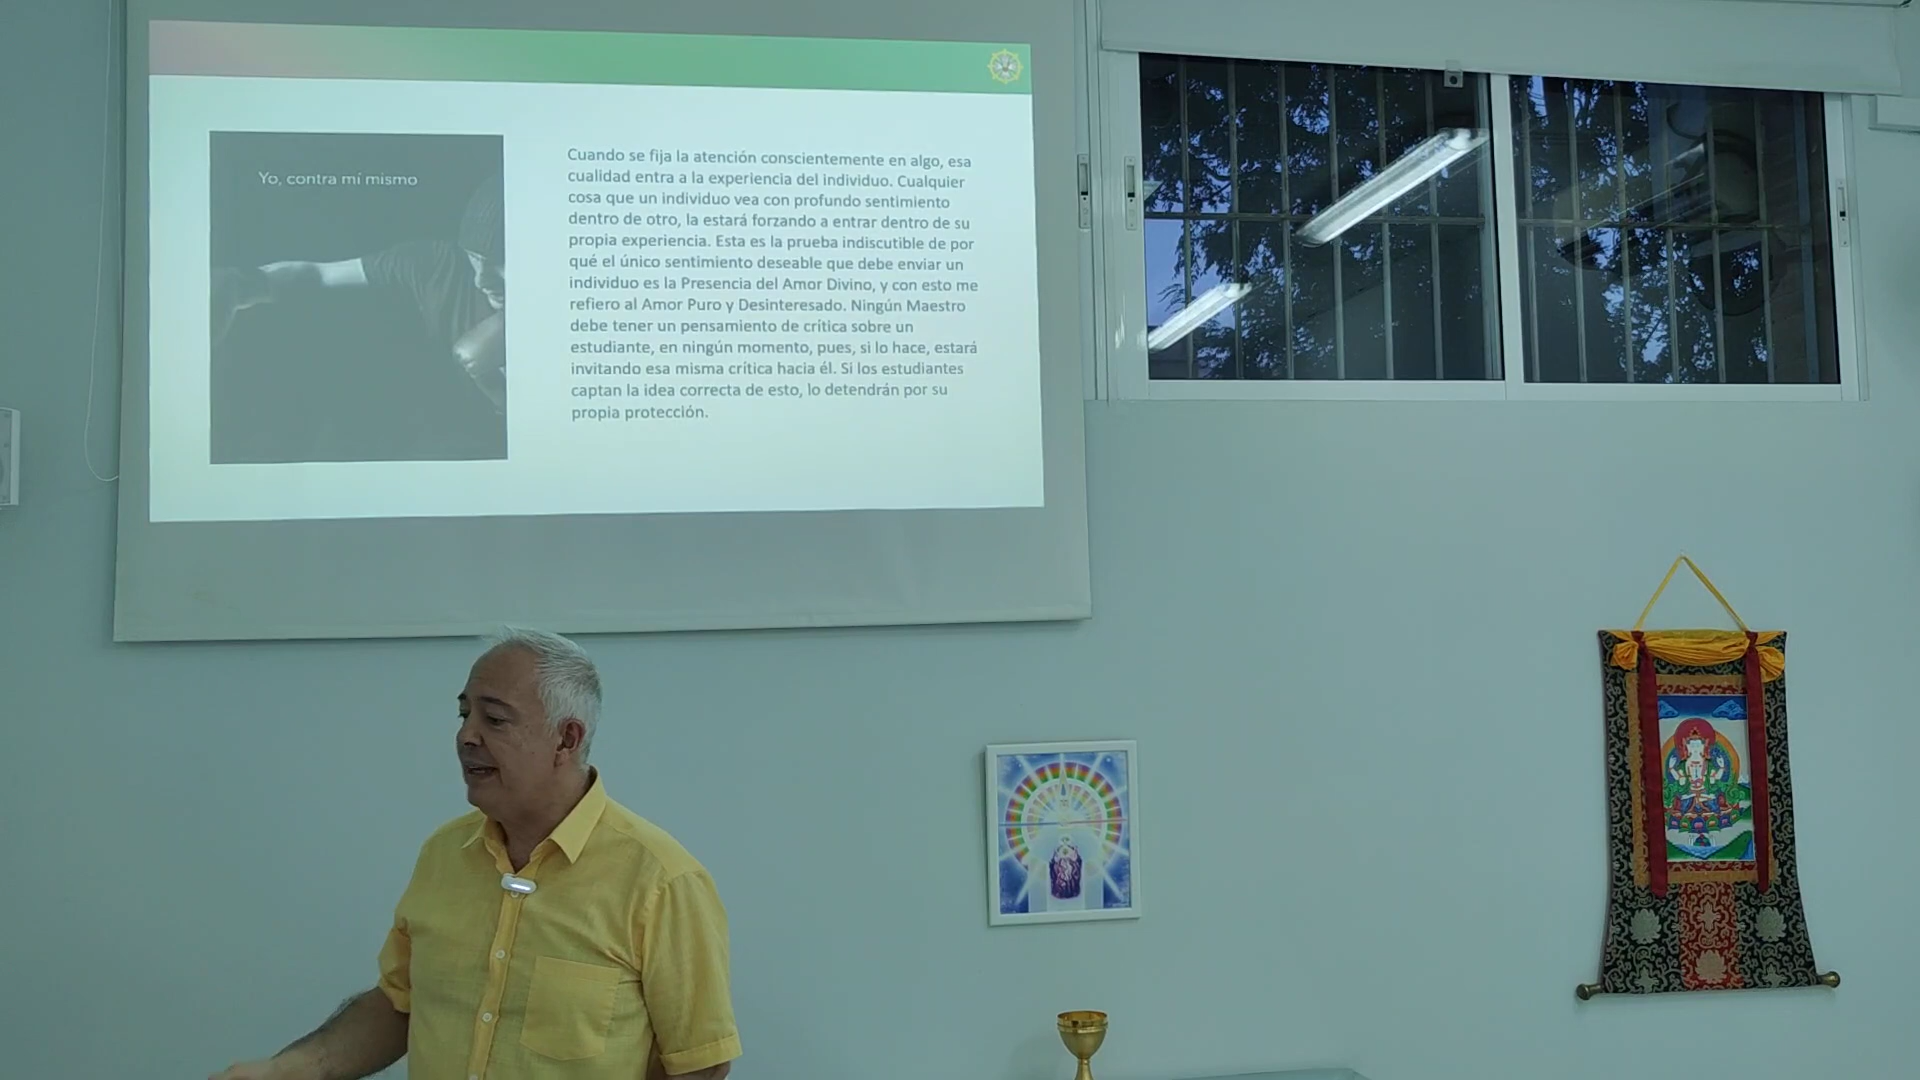 Yo, contra mí mismo
Cuando se fija la atención conscientemente en algo, esa
cualidad entra a la experiencia del individuo. Cualquier
cosa que un individuo vea con profundo sentimiento
dentro de otro, la estará forzando a entrar dentro de su
propia experiencia. Esta es la prueba indiscutible de por
qué el único sentimiento deseable que debe enviar un
individuo es la Presencia del Amor Divino, y con esto me
refiero al Amor Puro y Desinteresado. Ningún Maestro
debe tener un pensamiento de crítica sobre un
estudiante, en ningún momento, pues, si lo hace, estará
invitando esa misma crítica hacia él. Si los estudiantes
captan la idea correcta de esto, lo detendrán por su
propia protección.